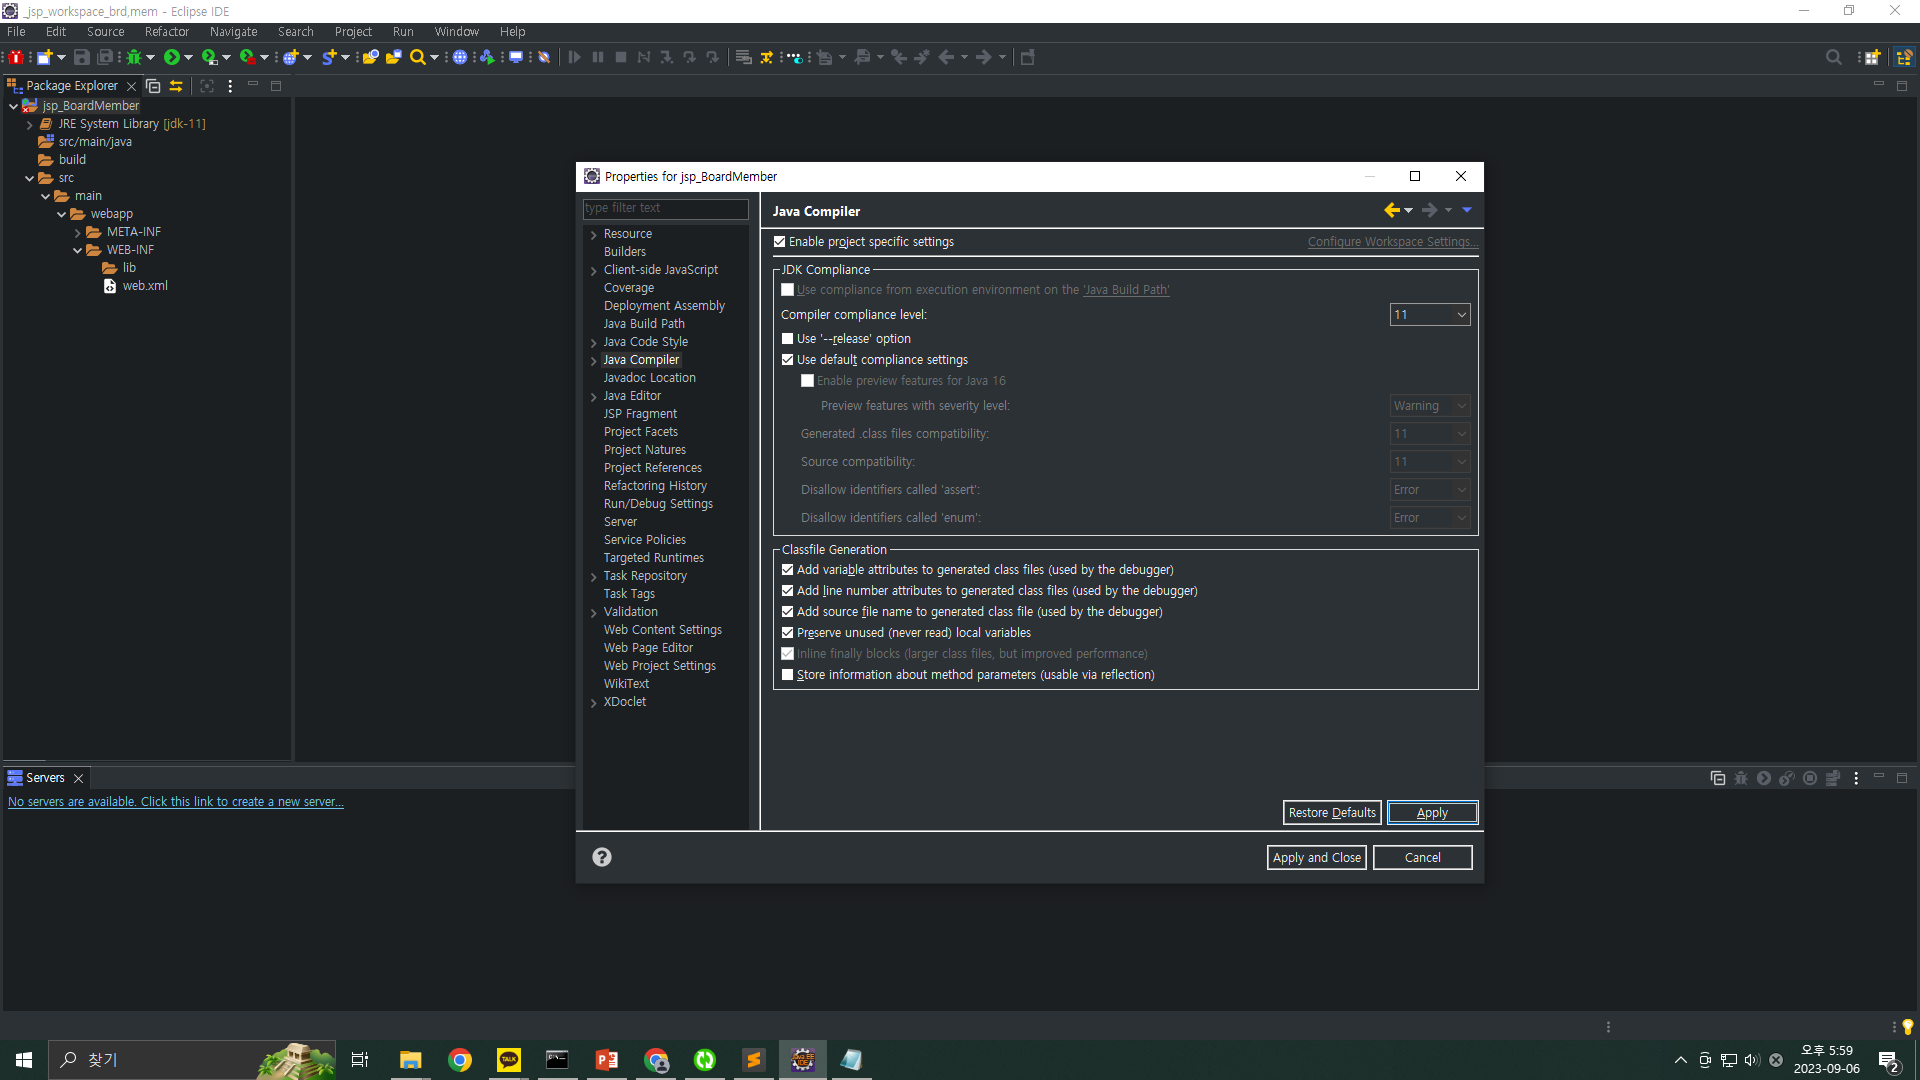 _jsp_workspace_brd,mem - Eclipse IDE
File Edit Source Refactor Navigate Search Project Run Window Help
Package Explorer
jsp_BoardMember
JRE System Library [jdk-11]
src/main/java
build
src
main
webapp
META-INF
WEB-INF
lib
web.xml
Properties for jsp_BoardMember
type filter text
Resource
Builders
Client-side JavaScript
Coverage
Deployment Assembly
Java Build Path
Java Code Style
Java Compiler
Javadoc Location
Java Editor
JSP Fragment
Project Facets
Project Natures
Project References
Refactoring History
Run/Debug Settings
Server
Service Policies
Targeted Runtimes
Task Repository
Task Tags
Validation
Web Content Settings
Web Page Editor
Web Project Settings
WikiText
XDoclet
Java Compiler
Enable project specific settings
Configure Workspace Settings...
JDK Compliance
Use compliance from execution environment on the 'Java Build Path'
Compiler compliance level: 11
Use '--release' option
Use default compliance settings
Enable preview features for Java 16
Preview features with severity level: Warning
Generated .class files compatibility: 11
Source compatibility: 11
Disallow identifiers called 'assert': Error
Disallow identifiers called 'enum': Error
Classfile Generation
Add variable attributes to generated class files (used by the debugger)
Add line number attributes to generated class files (used by the debugger)
Add source file name to generated class file (used by the debugger)
Preserve unused (never read) local variables
Inline finally blocks (larger class files, but improved performance)
Store information about method parameters (usable via reflection)
Restore Defaults Apply
Apply and Close Cancel
Servers
No servers are available. Click this link to create a new server...
찾기
TALK
오후 5:59
2023-09-06
2